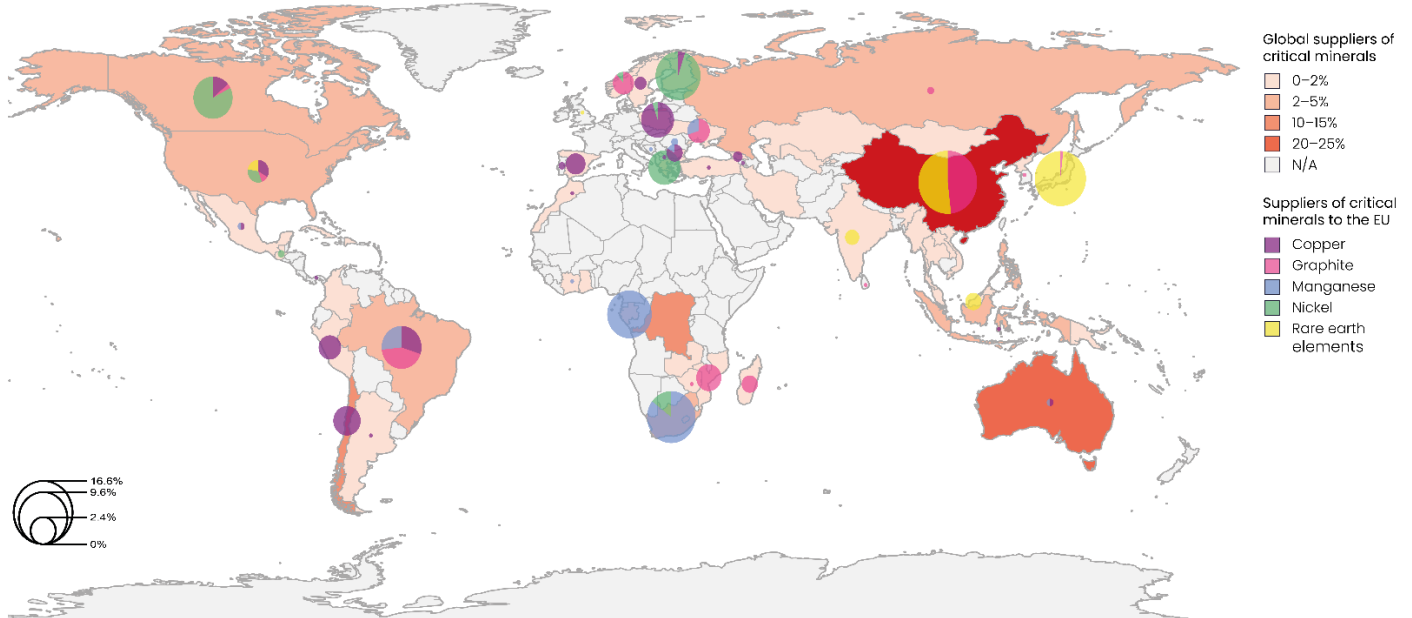 Global suppliers of
critical minerals
0–2%
2–5%
10–15%
20–25%
N/A
Suppliers of critical
minerals to the EU
Copper
Graphite
Manganese
Nickel
Rare earth
elements
16.6%
9.6%
2.4%
0%